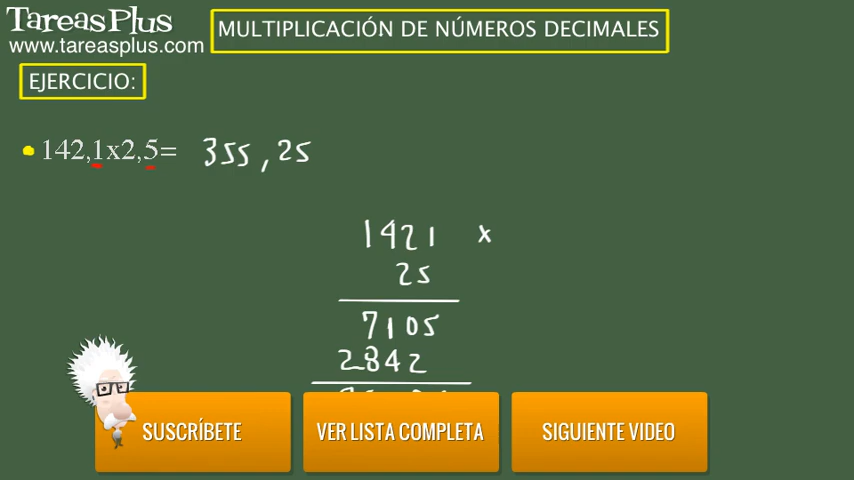 TAREASPLUS
www.tareasplus.com
MULTIPLICACIÓN DE NÚMEROS DECIMALES
EJERCICIO:
142,1x2,5= 355,25
1421 x
25
7105
2842
SUSCRÍBETE
VER LISTA COMPLETA
SIGUIENTE VIDEO